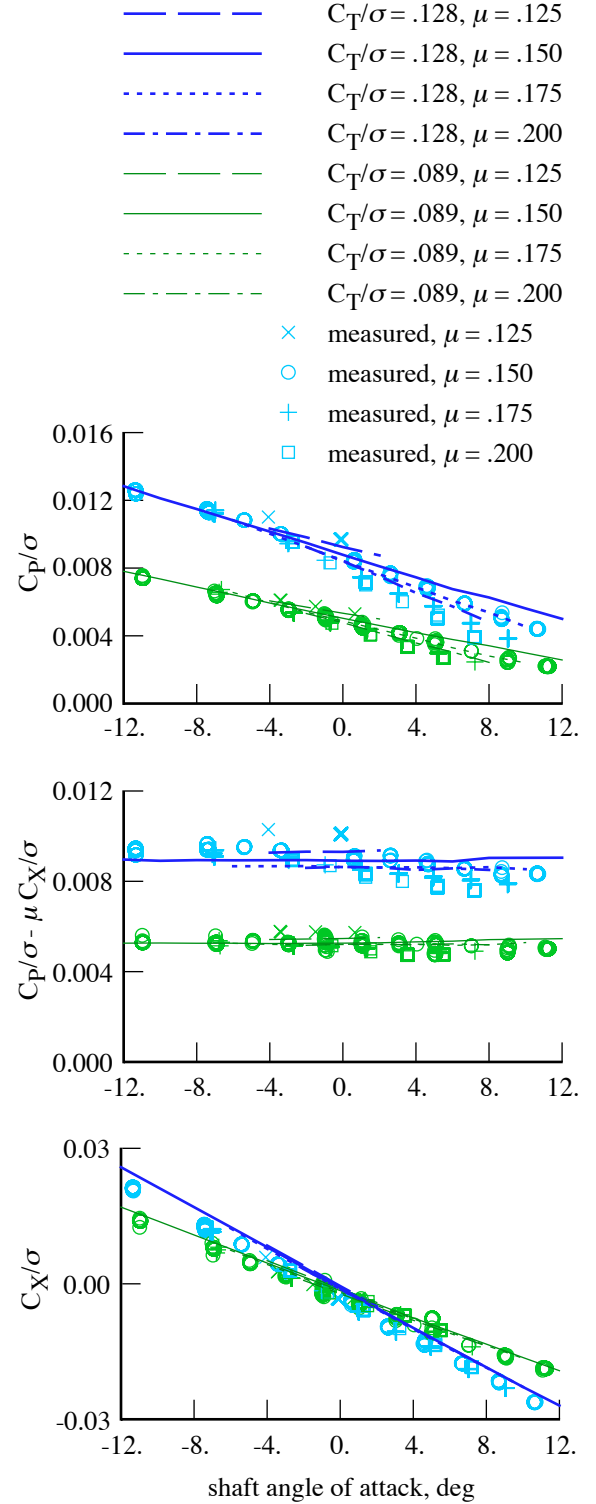 C_T/σ = .128, μ = .125
C_T/σ = .128, μ = .150
C_T/σ = .128, μ = .175
C_T/σ = .128, μ = .200
C_T/σ = .089, μ = .125
C_T/σ = .089, μ = .150
C_T/σ = .089, μ = .175
C_T/σ = .089, μ = .200
measured, μ = .125
measured, μ = .150
measured, μ = .175
measured, μ = .200
0.016
0.012
0.008
0.004
0.000
C_P/σ
-12. -8. -4. 0. 4. 8. 12.
0.012
0.008
0.004
0.000
C_P/σ - μ C_X/σ
-12. -8. -4. 0. 4. 8. 12.
0.03
0.00
-0.03
C_X/σ
-12. -8. -4. 0. 4. 8. 12.
shaft angle of attack, deg